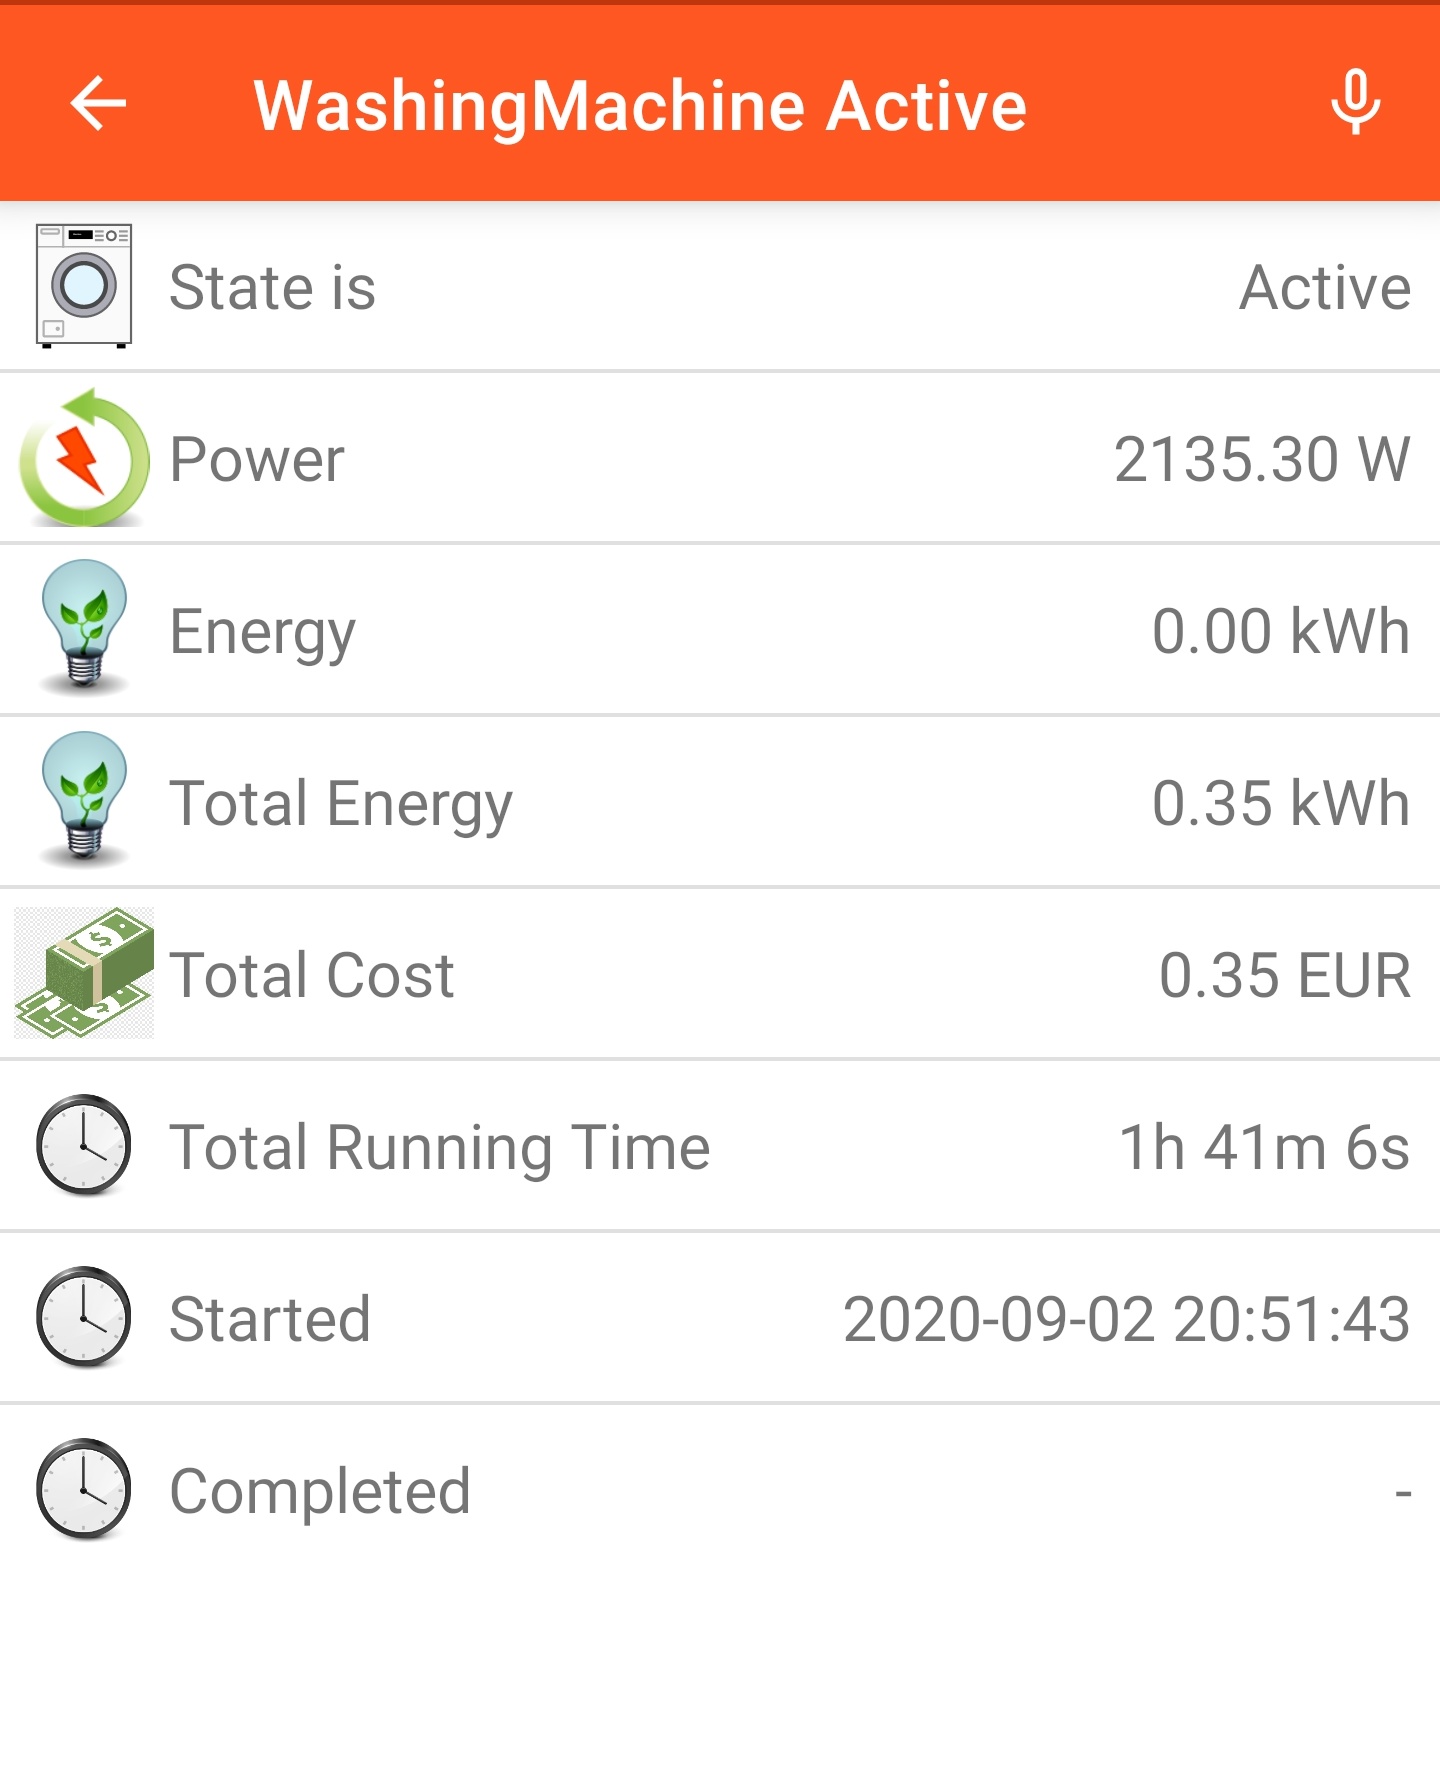 WashingMachine Active
State is Active
Power 2135.30 W
Energy 0.00 kWh
Total Energy 0.35 kWh
Total Cost 0.35 EUR
Total Running Time 1h 41m 6s
Started 2020-09-02 20:51:43
Completed -